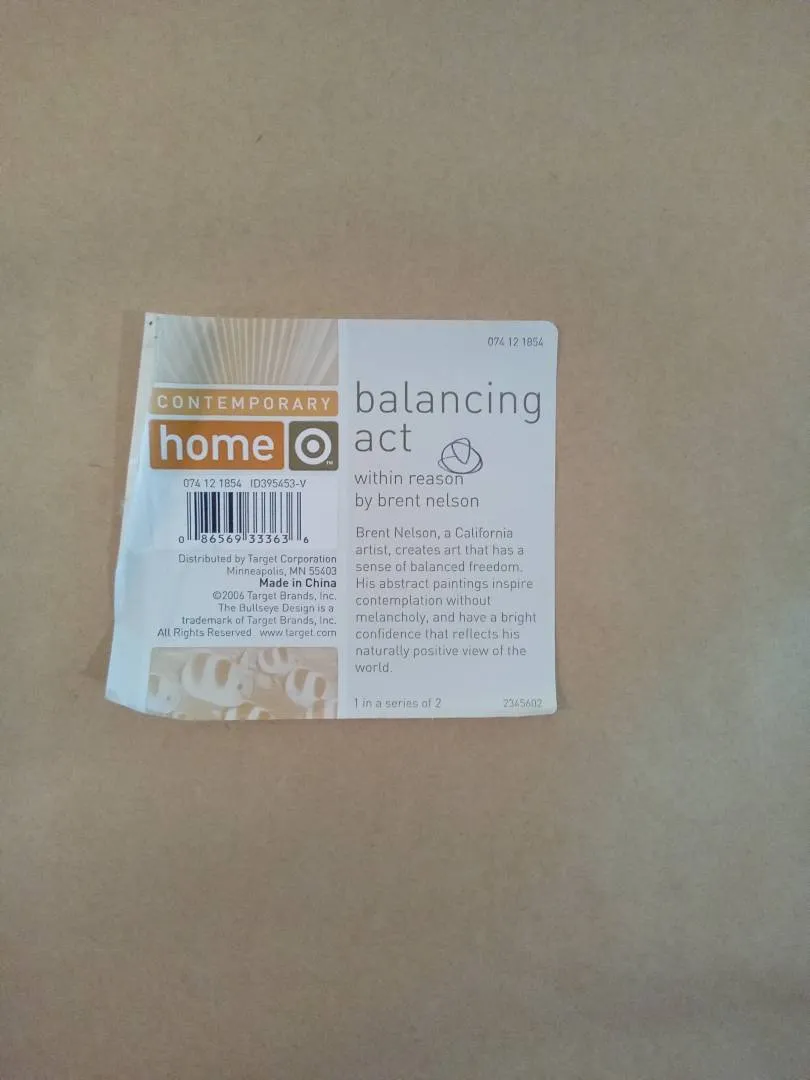 CONTEMPORARY
home
TM
074 12 1854 ID395453-V
0 86569 33363 6
Distributed by Target Corporation
Minneapolis, MN 55403
Made in China
©2006 Target Brands, Inc.
The Bullseye Design is a
trademark of Target Brands, Inc.
All Rights Reserved www.target.com
074 12 1854
balancing
act
within reason
by brent nelson
Brent Nelson, a California
artist, creates art that has a
sense of balanced freedom.
His abstract paintings inspire
contemplation without
melancholy, and have a bright
confidence that reflects his
naturally positive view of the
world.
1 in a series of 2
2345602